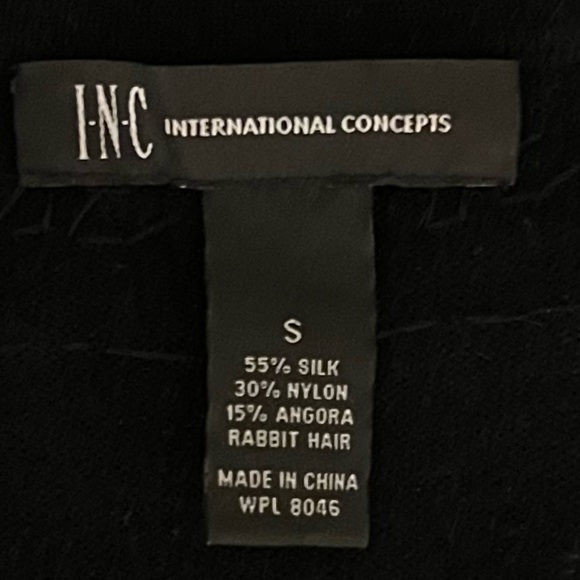 I·N·C INTERNATIONAL CONCEPTS
S
55% SILK
30% NYLON
15% ANGORA
RABBIT HAIR
MADE IN CHINA
WPL 8046